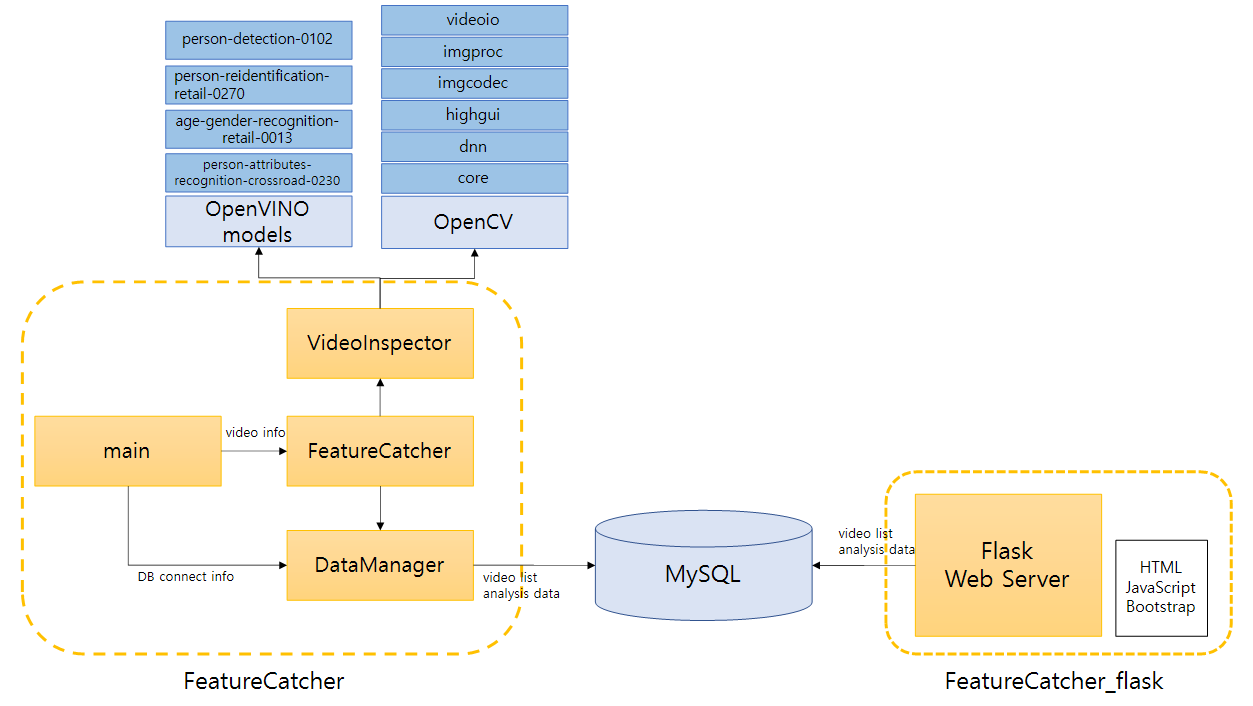 person-detection-0102
person-reidentification-
retail-0270
age-gender-recognition-
retail-0013
person-attributes-
recognition-crossroad-0230
OpenVINO
models
videoio
imgproc
imgcodec
highgui
dnn
core
OpenCV
VideoInspector
main
video info
FeatureCatcher
DB connect info
DataManager
video list
analysis data
MySQL
video list
analysis data
Flask
Web Server
HTML
JavaScript
Bootstrap
FeatureCatcher
FeatureCatcher_flask